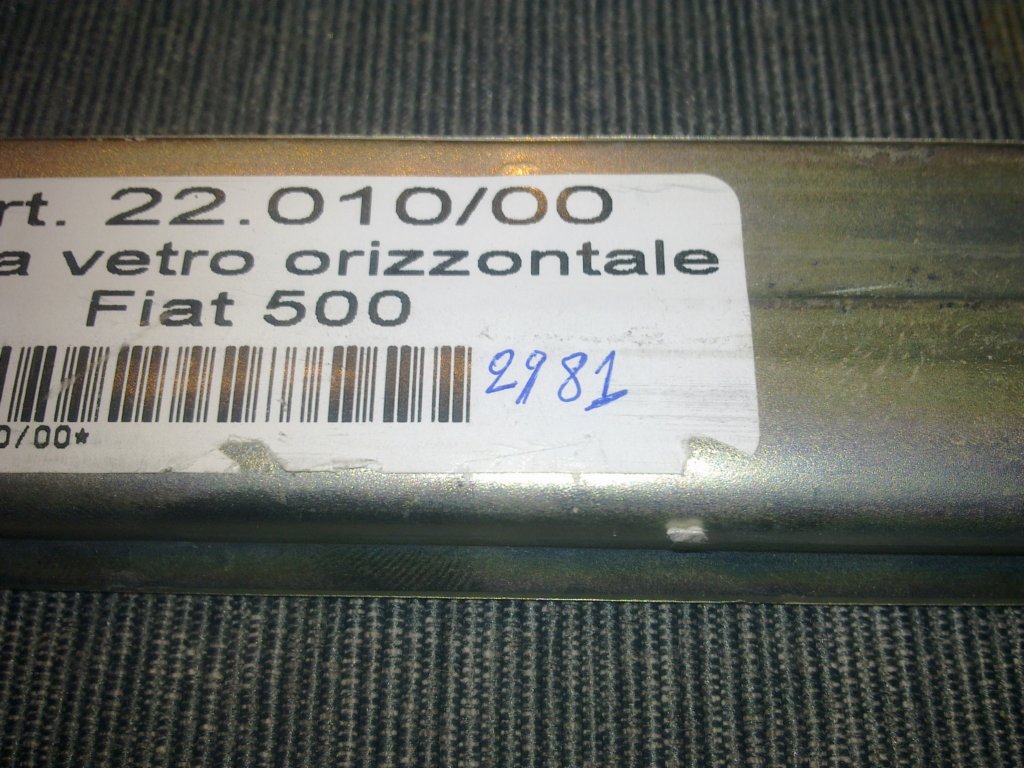 rt. 22.010/00
a vetro orizzontale
Fiat 500
2981
0/00*